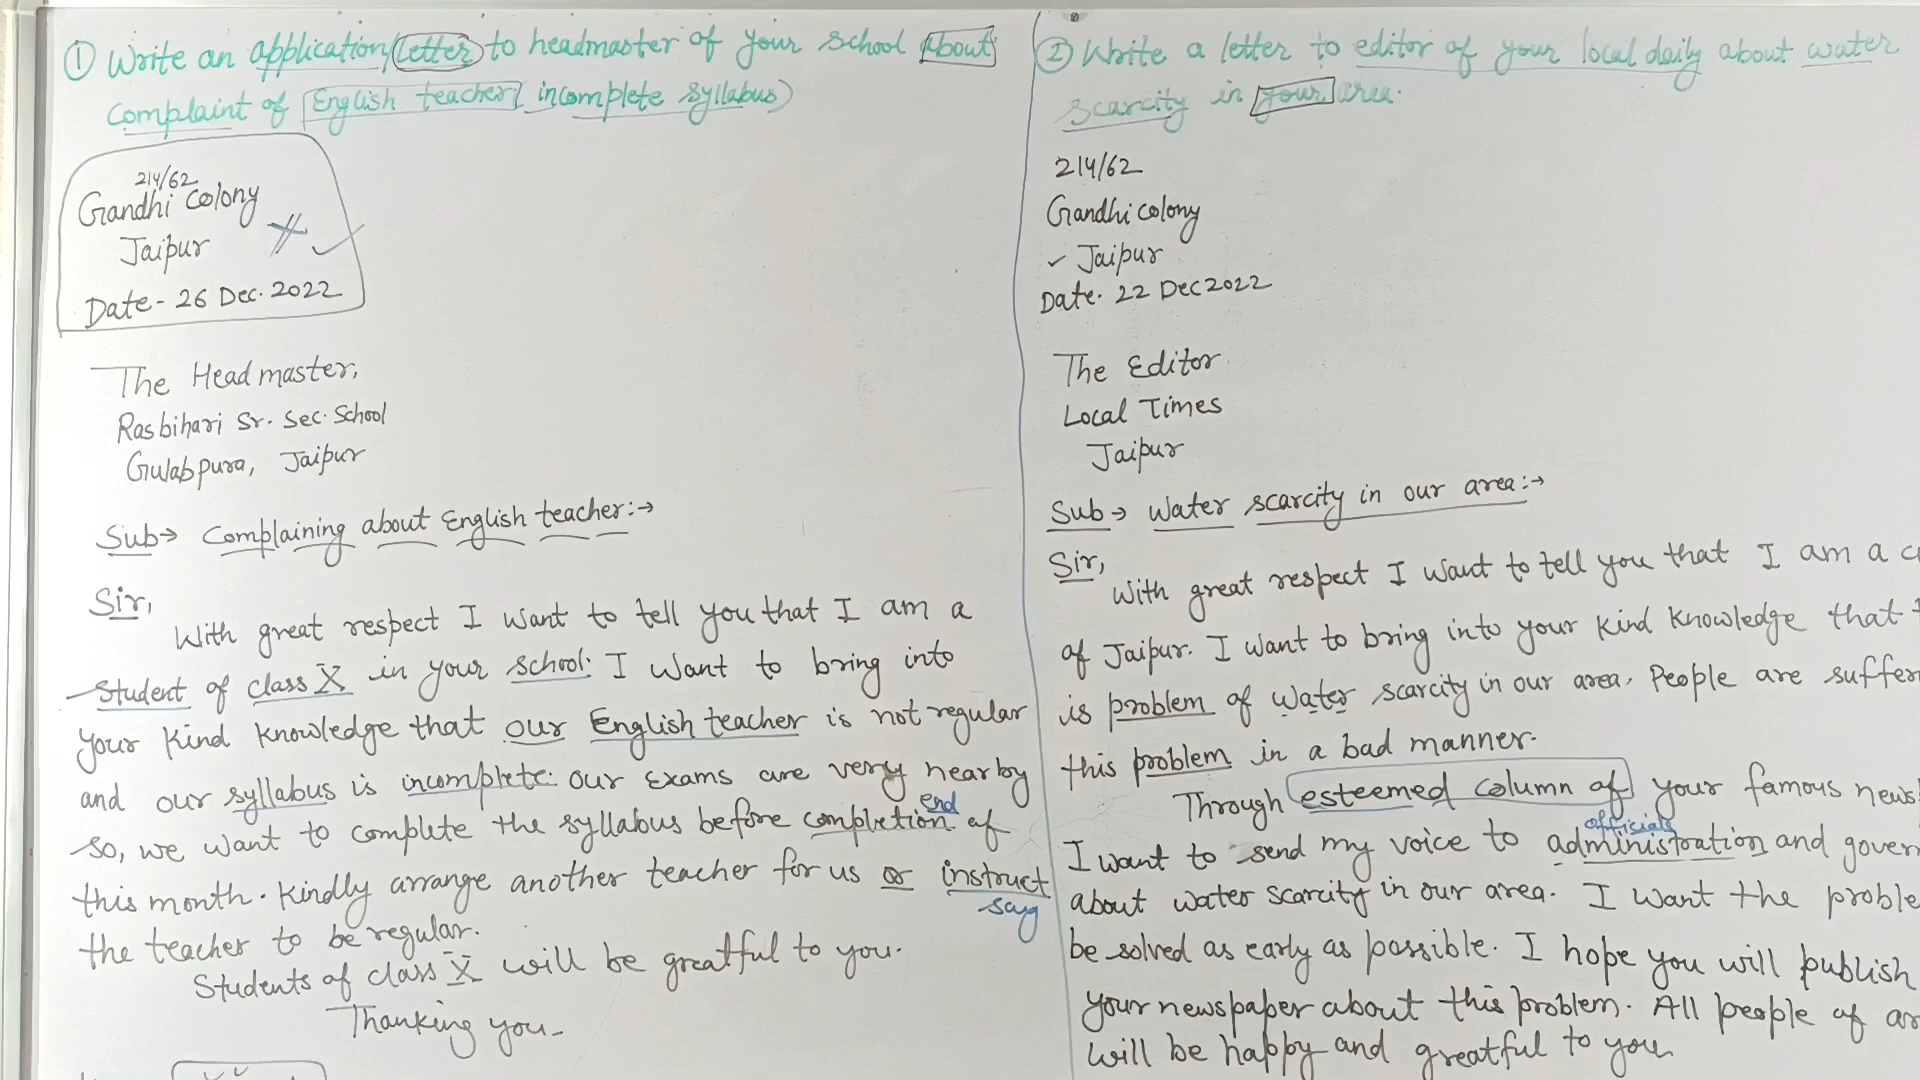 ① Write an application/Letter to headmaster of your school about
complaint of English teacher, incomplete syllabus)
214/62
Gandhi colony
Jaipur
Date- 26 Dec. 2022
The Headmaster,
Rasbihari Sr. Sec. School
Gulabpura, Jaipur
Sub→ Complaining about English teacher:→
Sir,
With great respect I want to tell you that I am a
student of class X in your school. I want to bring into
your kind knowledge that our English teacher is not regular
and our syllabus is incomplete. Our exams are very nearby
end
so, we want to complete the syllabus before completion of
this month. Kindly arrange another teacher for us or instruct
say
the teacher to be regular.
Students of class X will be greatful to you.
Thanking you-
② Write a letter to editor of your local daily about water
scarcity in your area.
214/62
Gandhi colony
Jaipur
Date. 22 Dec 2022
The Editor
Local Times
Jaipur
Sub→ Water scarcity in our area:→
Sir,
With great respect I want to tell you that I am a
of Jaipur. I want to bring into your kind knowledge that
is problem of water scarcity in our area. People are
this problem in a bad manner.
Through esteemed column of your famous
officials
I want to send my voice to administration and
about water scarcity in our area. I want the
be solved as early as possible. I hope you will publish
your newspaper about this problem. All people of
will be happy and greatful to you